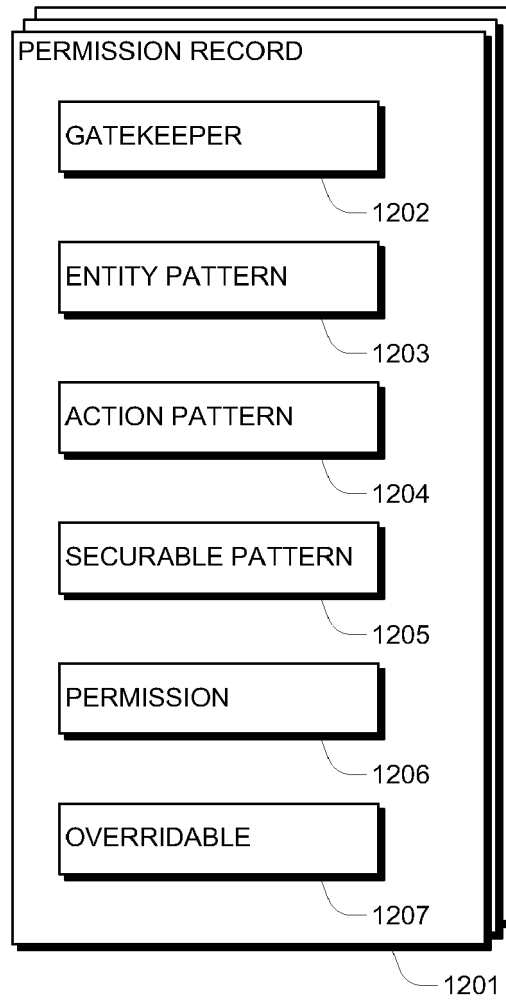 PERMISSION RECORD
GATEKEEPER
1202
ENTITY PATTERN
1203
ACTION PATTERN
1204
SECURABLE PATTERN
1205
PERMISSION
1206
OVERRIDABLE
1207
1201